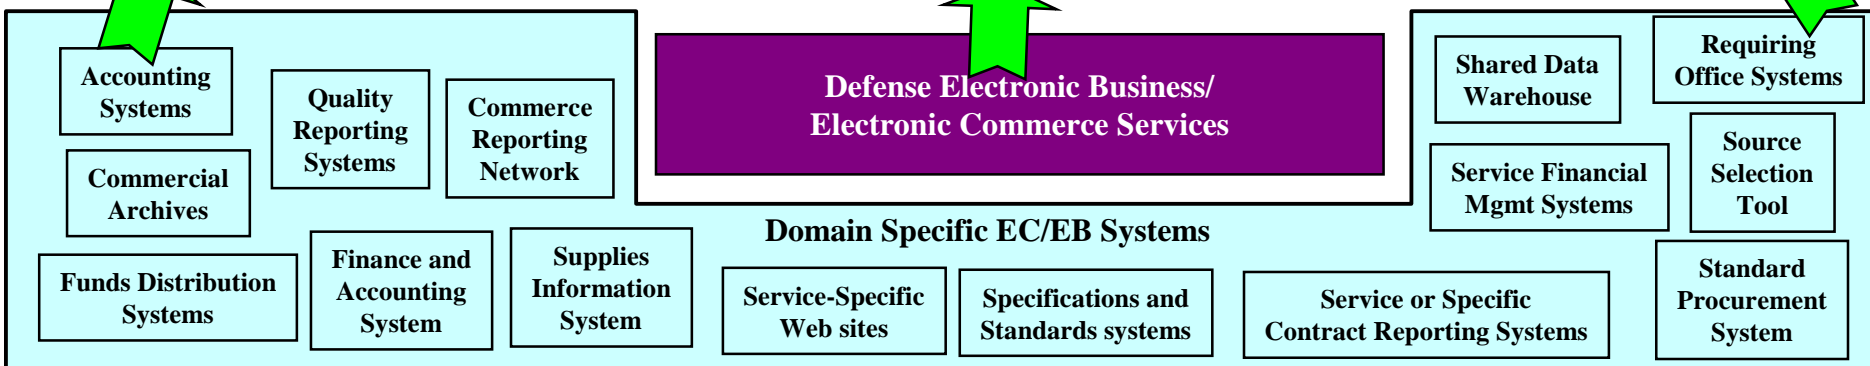 Accounting
Systems
Quality
Reporting
Systems
Commerce
Reporting
Network
Commercial
Archives
Funds Distribution
Systems
Finance and
Accounting
System
Supplies
Information
System
Defense Electronic Business/
Electronic Commerce Services
Domain Specific EC/EB Systems
Service-Specific
Web sites
Specifications and
Standards systems
Service or Specific
Contract Reporting Systems
Shared Data
Warehouse
Requiring
Office Systems
Service Financial
Mgmt Systems
Source
Selection
Tool
Standard
Procurement
System